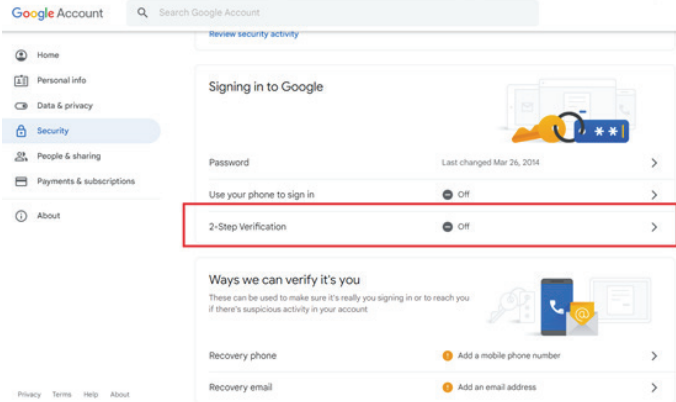 Google Account
Search Google Account
Home
Personal info
Data & privacy
Security
People & sharing
Payments & subscriptions
About
Privacy Terms Help About
Review security activity
Signing in to Google
**
Password Last changed Mar 26, 2014
Use your phone to sign in Off
2-Step Verification Off
Ways we can verify it's you
These can be used to make sure it's really you signing in or to reach you
if there's suspicious activity in your account
@
Recovery phone Add a mobile phone number
Recovery email Add an email address